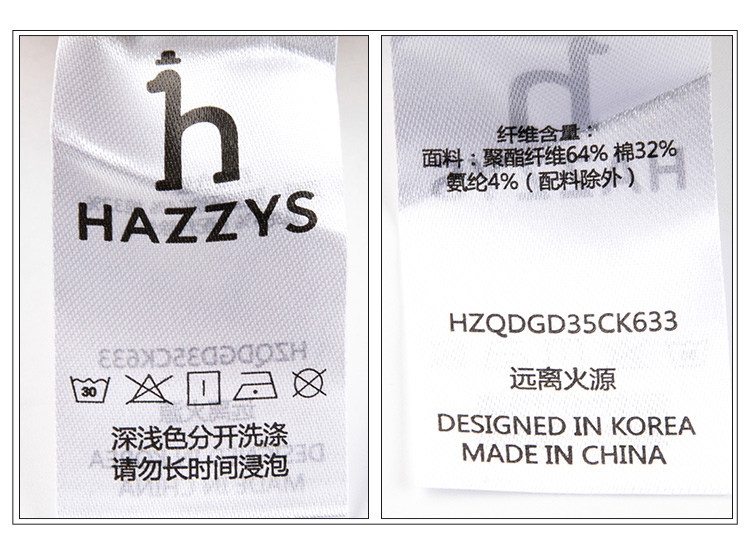 h
HAZZYS
30
深浅色分开洗涤
请勿长时间浸泡
纤维含量：
面料：聚酯纤维64% 棉32%
氨纶4%（配料除外）
HZQDGD35CK633
远离火源
DESIGNED IN KOREA
MADE IN CHINA